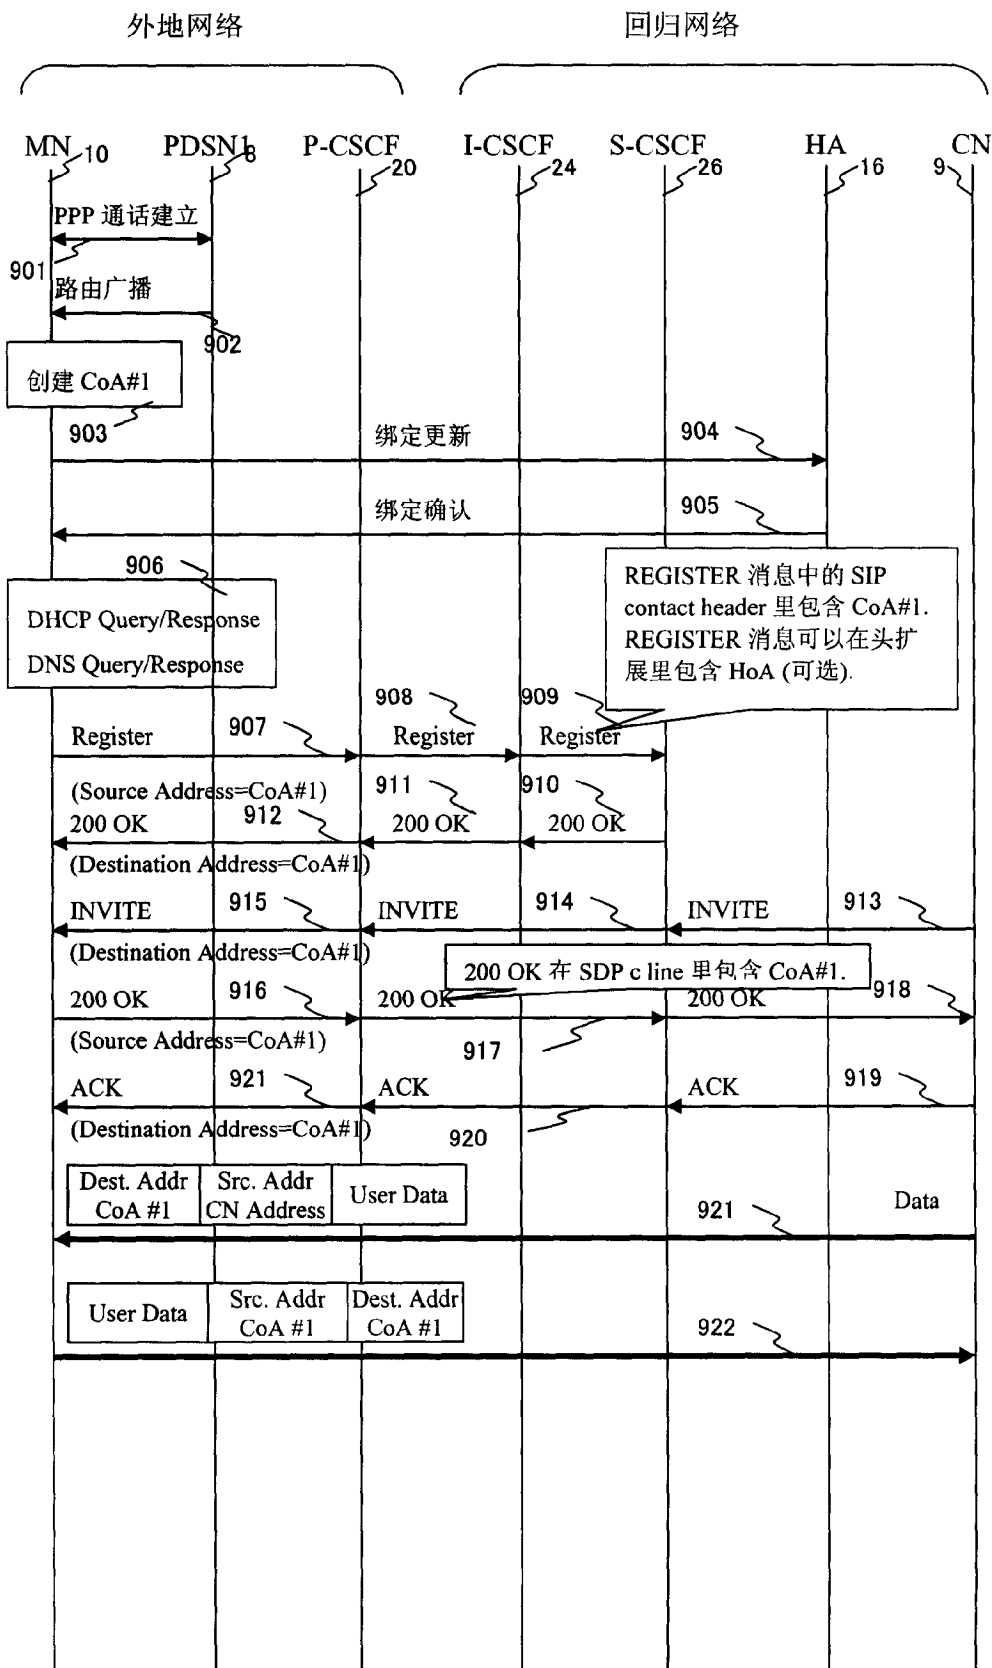 外地网络 回归网络
MN 10 PDSN1 8 P-CSCF 20 I-CSCF 24 S-CSCF 26 HA 16 CN 9
PPP 通话建立
901
路由广播
902
创建 CoA#1
903
绑定更新 904
绑定确认 905
906
DHCP Query/Response
DNS Query/Response
REGISTER 消息中的 SIP
contact header 里包含 CoA#1.
REGISTER 消息可以在头扩
展里包含 HoA (可选).
Register 907 908 Register 909 Register
(Source Address=CoA#1)
200 OK 912 911 200 OK 910 200 OK
(Destination Address=CoA#1)
INVITE 915 INVITE 914 INVITE 913
(Destination Address=CoA#1)
200 OK 在 SDP c line 里包含 CoA#1.
200 OK 916 200 OK 917 200 OK 918
(Source Address=CoA#1)
ACK 921 ACK 920 ACK 919
(Destination Address=CoA#1)
Dest. Addr CoA #1 Src. Addr CN Address User Data 921 Data
User Data Src. Addr CoA #1 Dest. Addr CoA #1 922